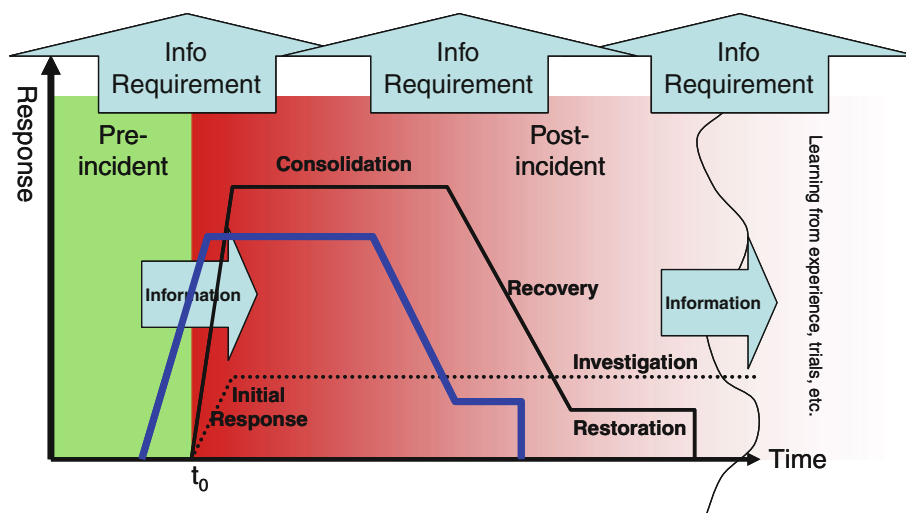 Info
Requirement
Info
Requirement
Info
Requirement
Response
Pre-
incident
Post-
incident
Consolidation
Information
Recovery
Information
Investigation
Initial
Response
Restoration
Learning from experience, trials, etc.
t0
Time